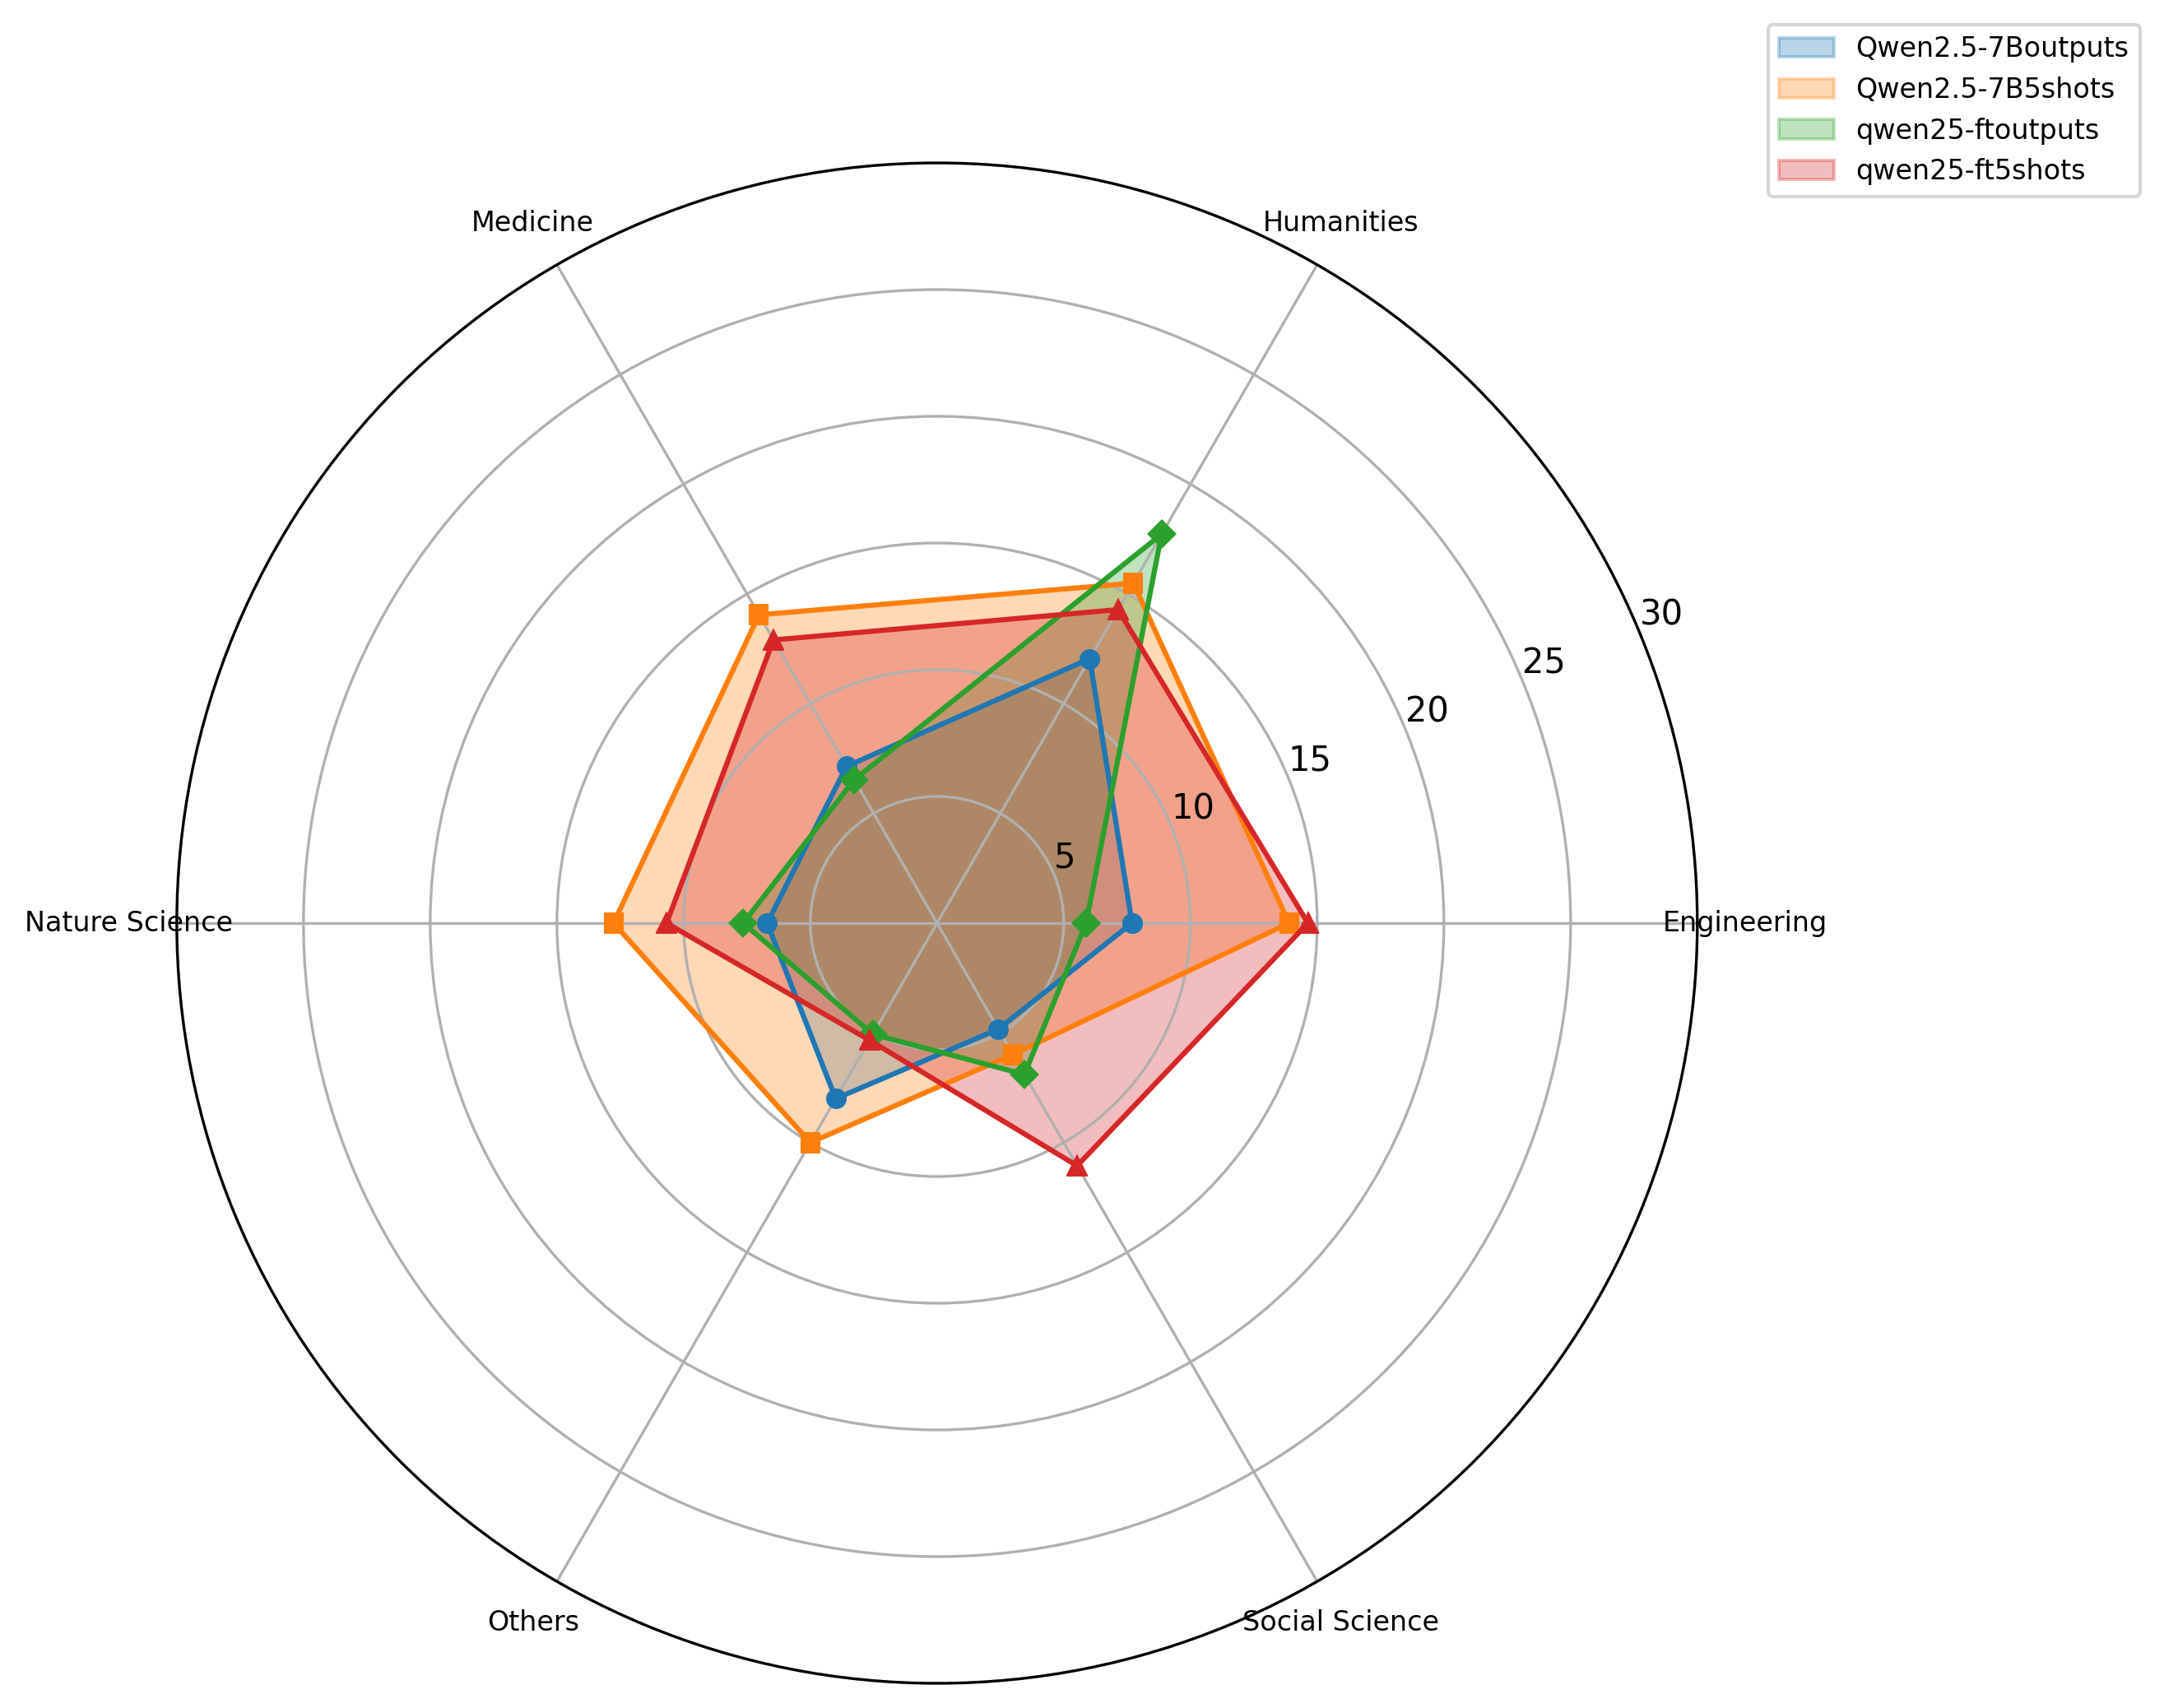 Qwen2.5-7Boutputs
Qwen2.5-7B5shots
qwen25-ftoutputs
qwen25-ft5shots
Medicine
Humanities
30
25
20
15
10
5
Nature Science
Engineering
Others
Social Science